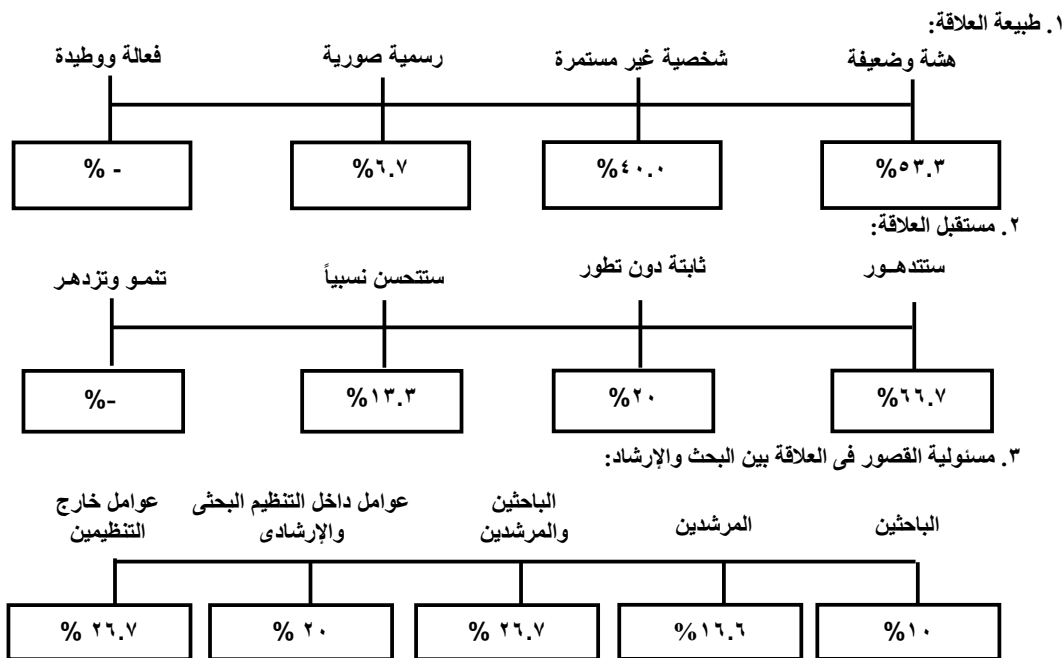 ١. طبيعة العلاقة:
هشة وضعيفة شخصية غير مستمرة رسمية صورية فعالة ووطيدة
%٥٣.٣ %٤٠.٠ %٦.٧ % -
٢. مستقبل العلاقة:
ستتدهــور ثابتة دون تطور ستتحسن نسبياً تنمـو وتزدهـر
%٦٦.٧ %٢٠ %١٣.٣ %-
٣. مسئولية القصور فى العلاقة بين البحث والإرشاد:
الباحثين المرشدين الباحثين والمرشدين عوامل داخل التنظيم البحثى والإرشادى عوامل خارج التنظيمين
%١٠ %١٦.٦ % ٢٦.٧ % ٢٠ % ٢٦.٧